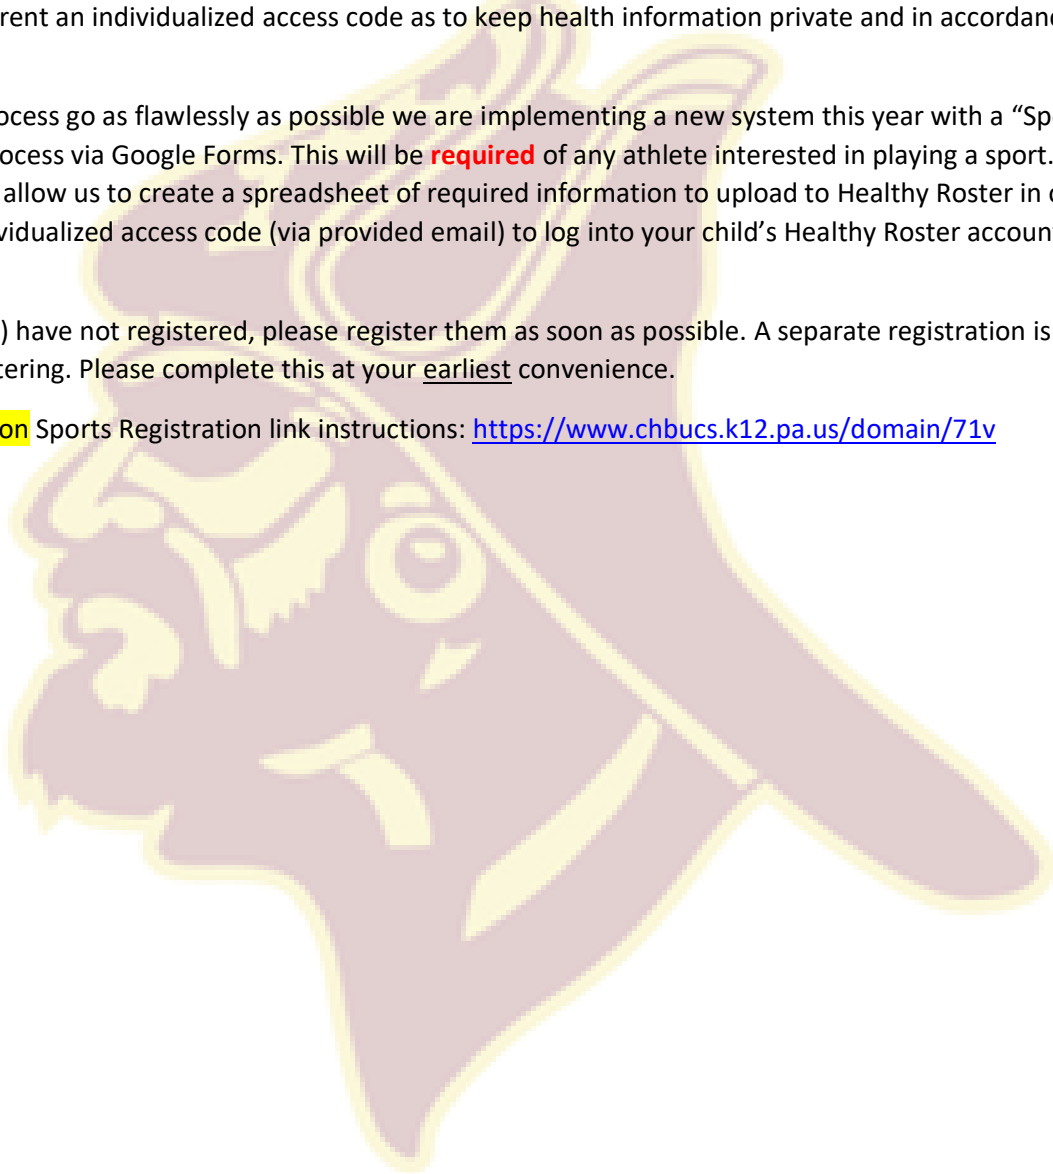 rent an individualized access code as to keep health information private and in accordanc
ocess go as flawlessly as possible we are implementing a new system this year with a “Spo
ocess via Google Forms. This will be required of any athlete interested in playing a sport.
allow us to create a spreadsheet of required information to upload to Healthy Roster in o
vidualized access code (via provided email) to log into your child’s Healthy Roster account
) have not registered, please register them as soon as possible. A separate registration is
tering. Please complete this at your earliest convenience.
on Sports Registration link instructions: https://www.chbucs.k12.pa.us/domain/71v